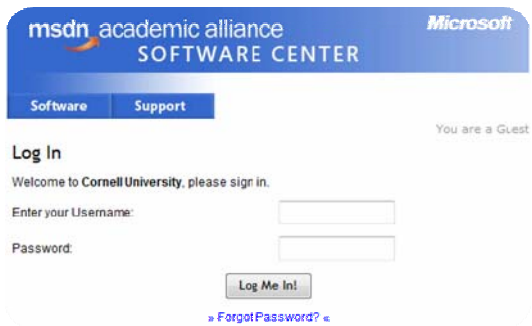 msdn academic alliance Microsoft
SOFTWARE CENTER
Software Support
You are a Guest
Log In
Welcome to Cornell University, please sign in.
Enter your Username:
Password:
Log Me In!
» Forgot Password? «